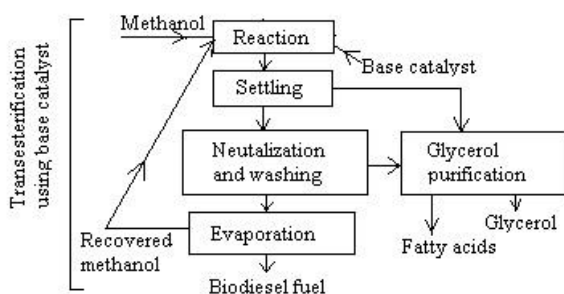 Transesterification
using base catalyst
Methanol
Reaction
Base catalyst
Settling
Neutalization
and washing
Glycerol
purification
Recovered
methanol
Evaporation
Fatty acids
Glycerol
Biodiesel fuel